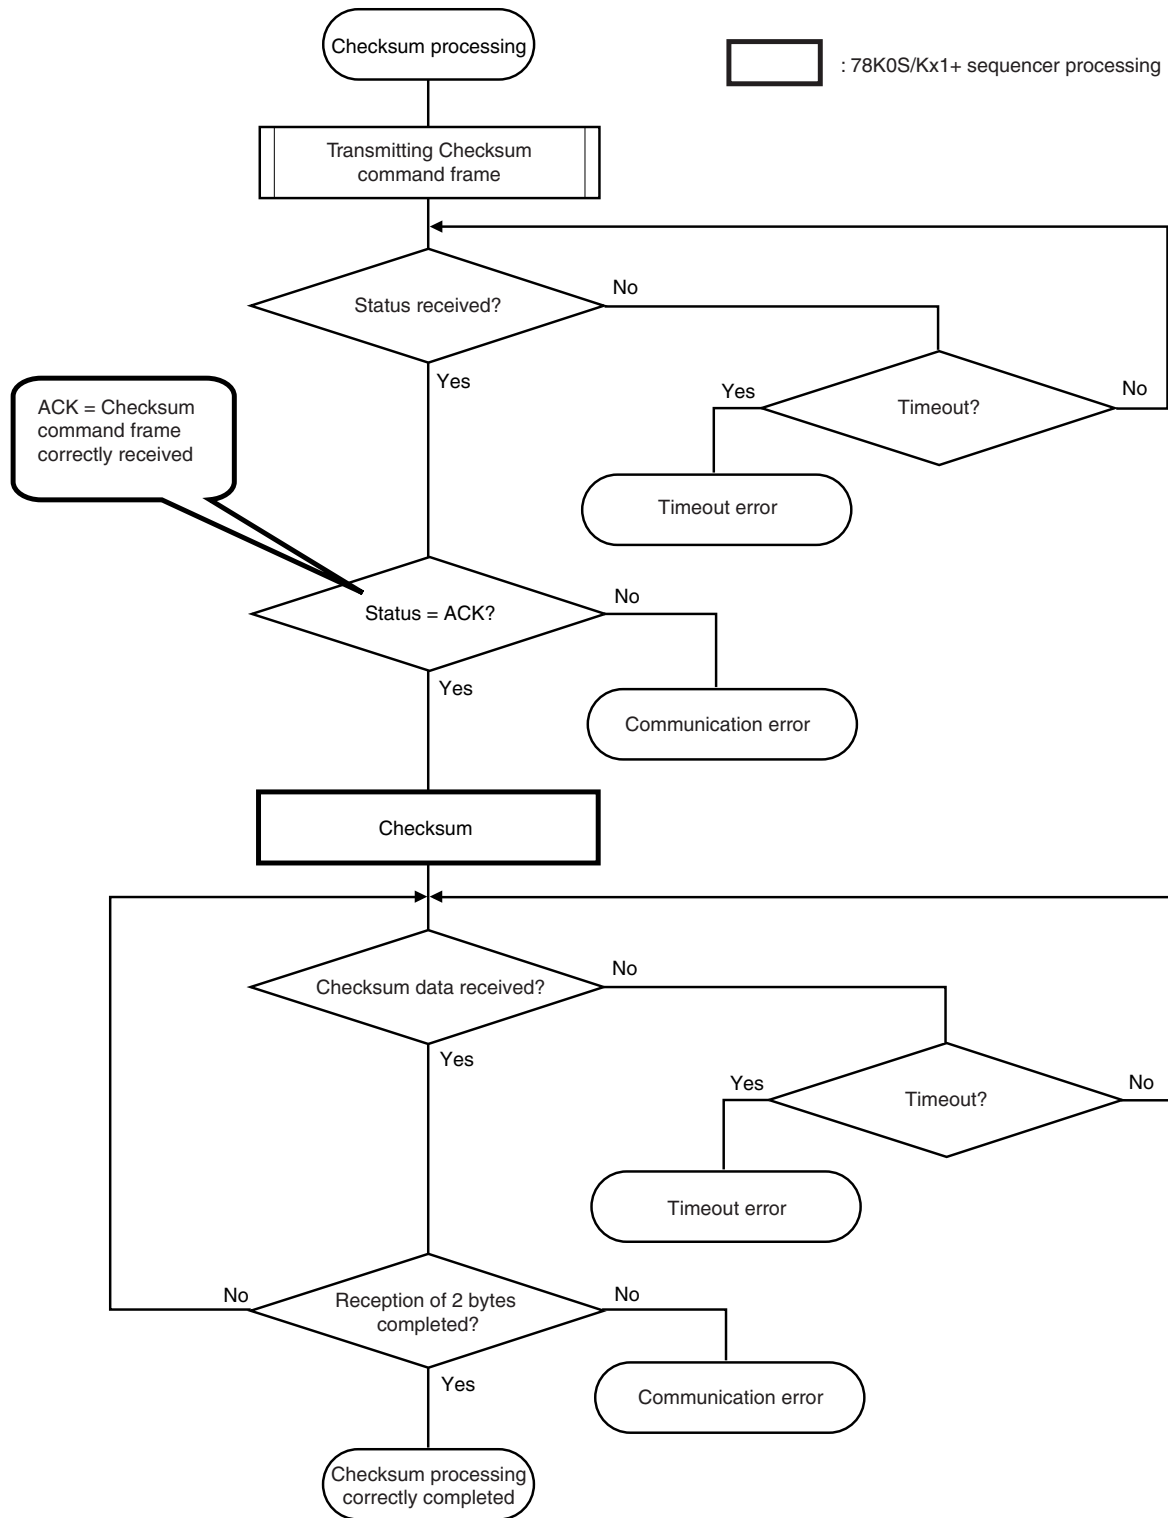 Checksum processing
: 78K0S/Kx1+ sequencer processing
Transmitting Checksum
command frame
Status received?
No
Yes
Timeout?
Yes
No
Timeout error
ACK = Checksum
command frame
correctly received
Status = ACK?
No
Yes
Communication error
Checksum
Checksum data received?
No
Yes
Timeout?
Yes
No
Timeout error
Reception of 2 bytes
completed?
No
No
Yes
Communication error
Checksum processing
correctly completed